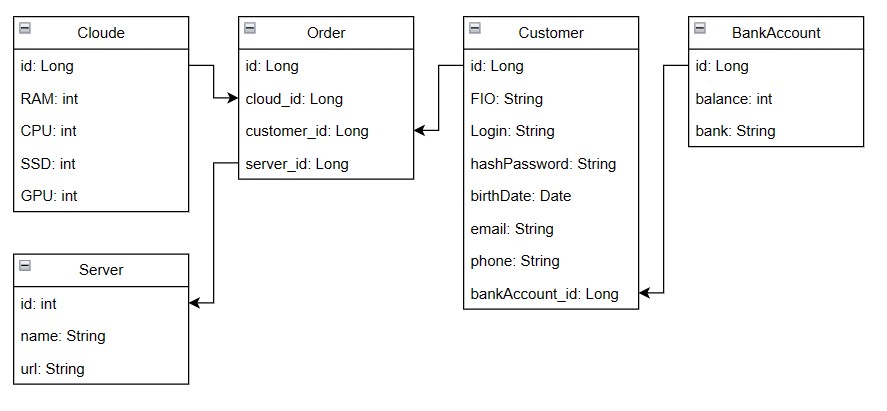 Cloude
id: Long
RAM: int
CPU: int
SSD: int
GPU: int
Order
id: Long
cloud_id: Long
customer_id: Long
server_id: Long
Customer
id: Long
FIO: String
Login: String
hashPassword: String
birthDate: Date
email: String
phone: String
bankAccount_id: Long
BankAccount
id: Long
balance: int
bank: String
Server
id: int
name: String
url: String